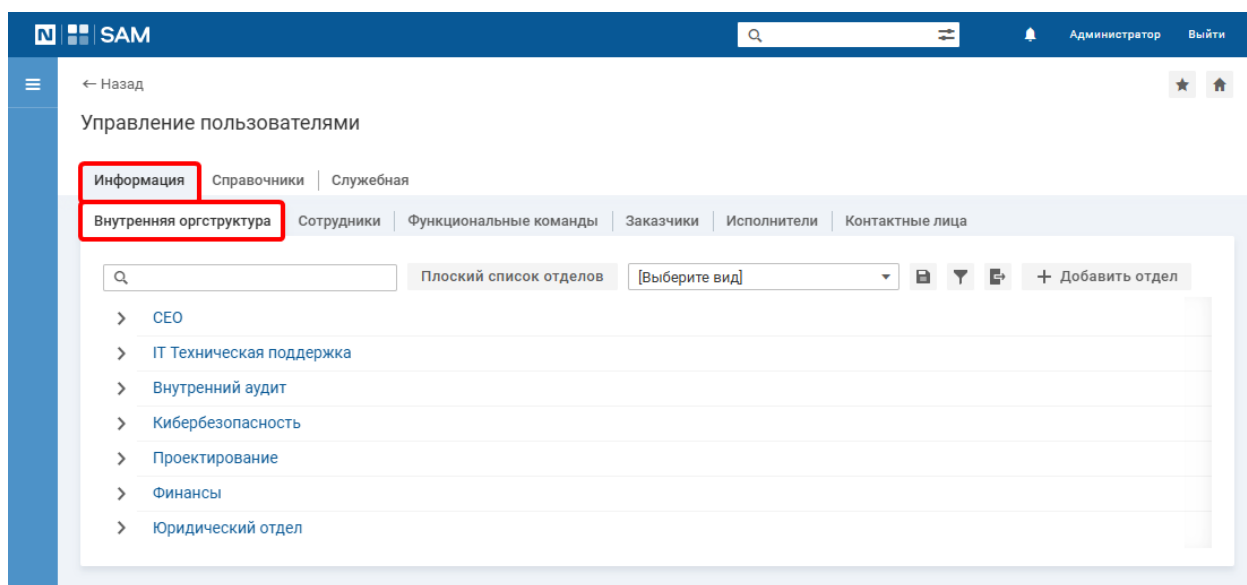 N SAM Администратор Выйти
← Назад
Управление пользователями
Информация Справочники Служебная
Внутренняя оргструктура Сотрудники Функциональные команды Заказчики Исполнители Контактные лица
Плоский список отделов [Выберите вид] + Добавить отдел
CEO
IT Техническая поддержка
Внутренний аудит
Кибербезопасность
Проектирование
Финансы
Юридический отдел